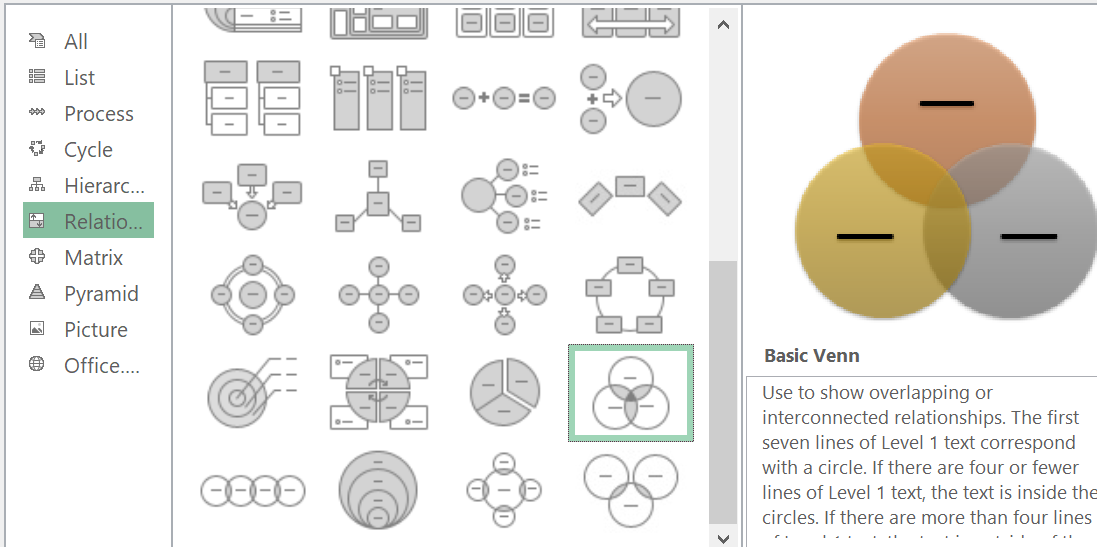 All
List
Process
Cycle
Hierarc...
Relatio...
Matrix
Pyramid
Picture
Office....
Basic Venn
Use to show overlapping or
interconnected relationships. The first
seven lines of Level 1 text correspond
with a circle. If there are four or fewer
lines of Level 1 text, the text is inside the
circles. If there are more than four lines